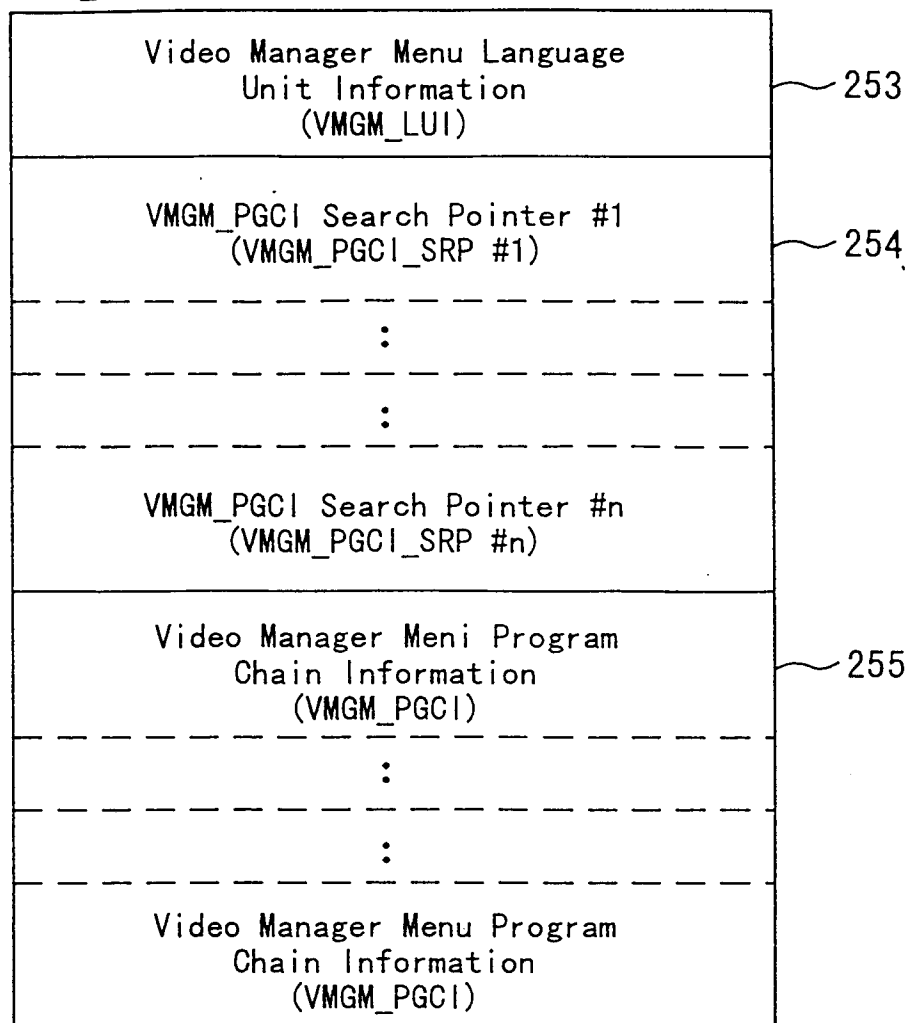 Video Manager Menu Language
Unit Information
(VMGM_LUI)
253
VMGM_PGCI Search Pointer #1
(VMGM_PGCI_SRP #1)
254
:
:
VMGM_PGCI Search Pointer #n
(VMGM_PGCI_SRP #n)
Video Manager Meni Program
Chain Information
(VMGM_PGCI)
255
:
:
Video Manager Menu Program
Chain Information
(VMGM_PGCI)